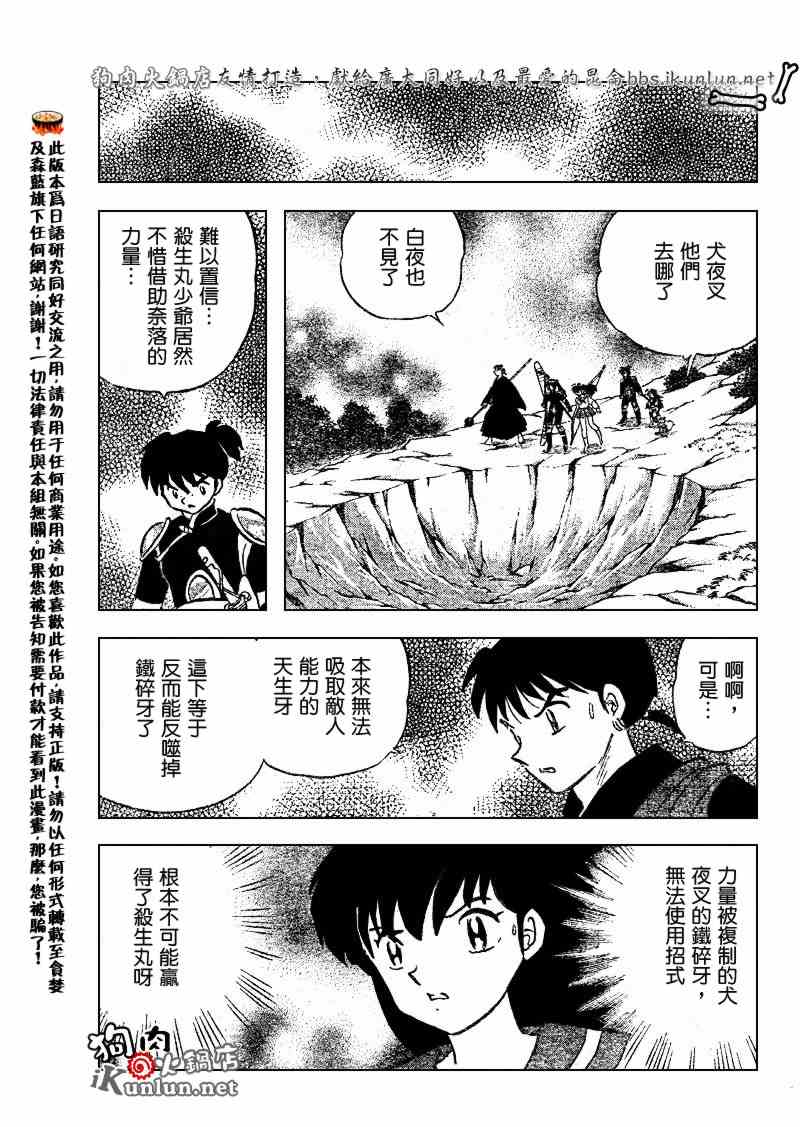 狗肉火鍋店友情打造，獻給廣大同好以及最愛的昆侖bbs.ikunlun.net
犬夜叉
他們
去哪了
白夜也
不見了
難以置信…
殺生丸少爺居然
不惜借助奈落的
力量…
啊啊，
可是…
本來無法
吸取敵人
能力的
天生牙
這下等于
反而能反噬掉
鐵碎牙了
力量被複制的犬
夜叉的鐵碎牙，
無法使用招式
根本不可能贏
得了殺生丸呀
此版本爲日語研究同好交流之用，請勿用于任何商業用途。如您喜歡此作品，請支持正版！請勿以任何形式轉載至貪婪
及森藍旗下任何網站，謝謝！一切法律責任與本組無關。如果您被告知需要付款才能看到此漫畫，那麽，您被騙了！
狗肉
火鍋店
iKunlun.net